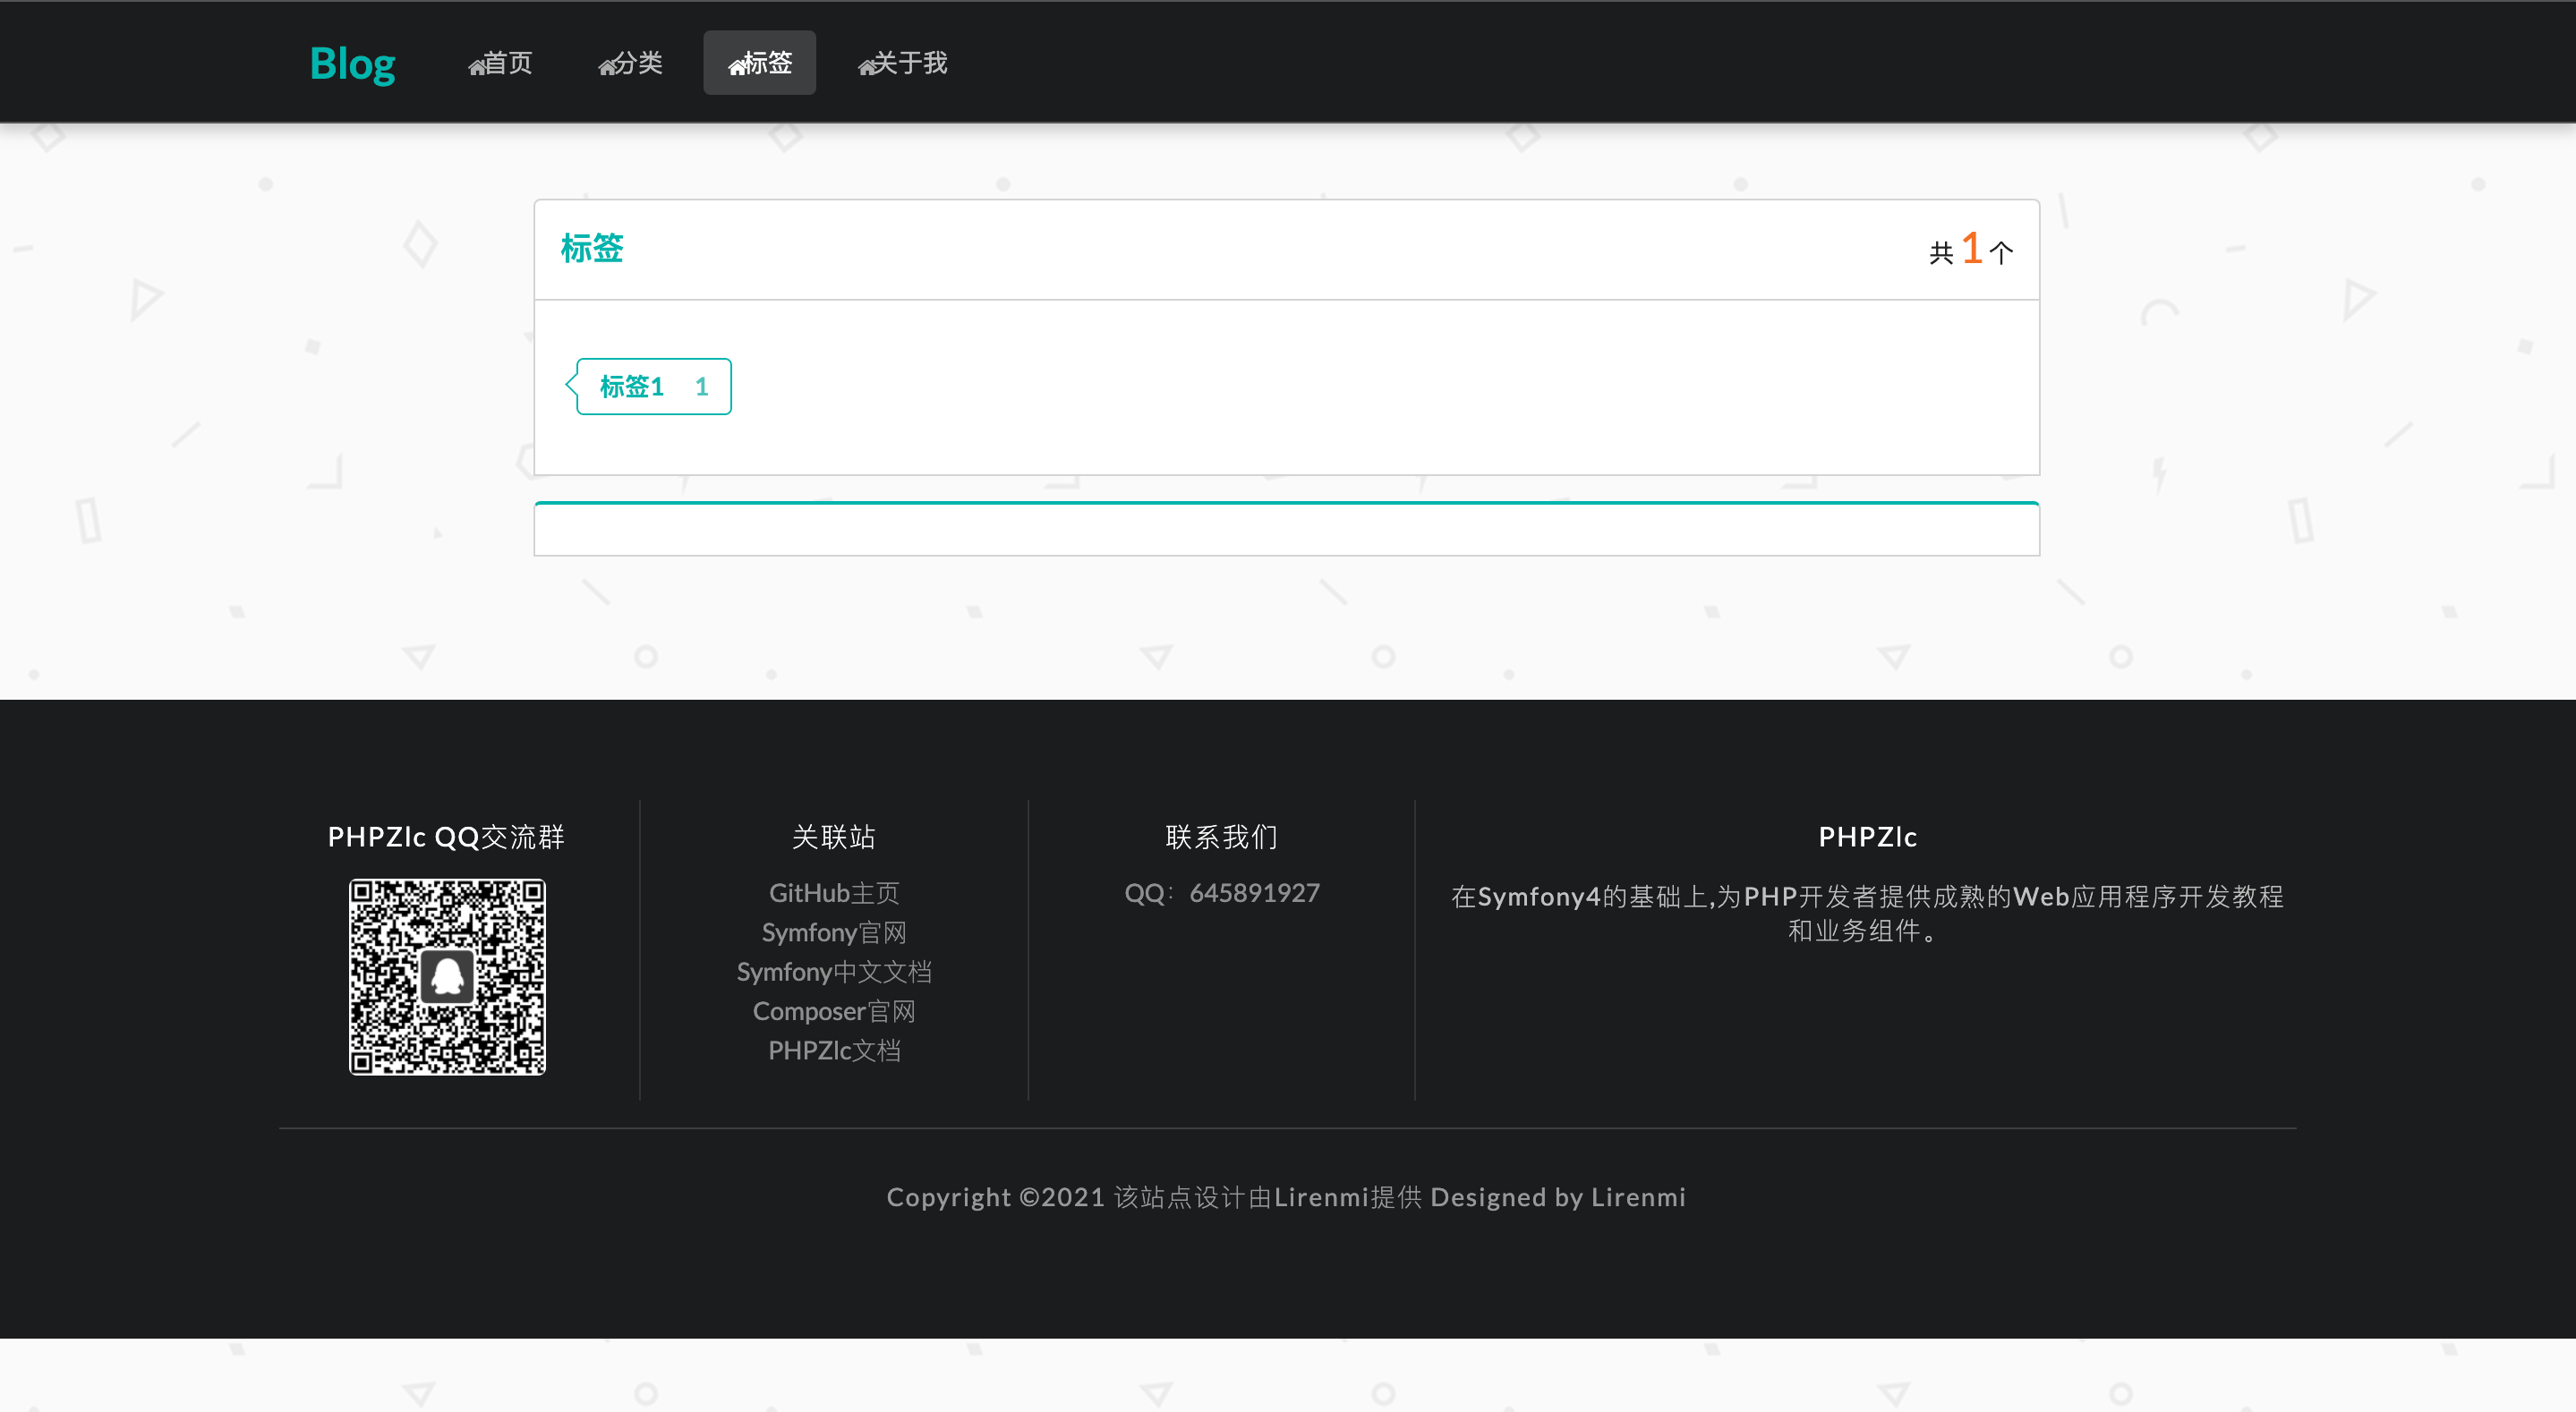 Blog 首页 分类 标签 关于我
标签 共 1 个
标签1 1
PHPZlc QQ交流群
关联站
GitHub主页
Symfony官网
Symfony中文文档
Composer官网
PHPZlc文档
联系我们
QQ：645891927
PHPZlc
在Symfony4的基础上,为PHP开发者提供成熟的Web应用程序开发教程
和业务组件。
Copyright ©2021 该站点设计由Lirenmi提供 Designed by Lirenmi